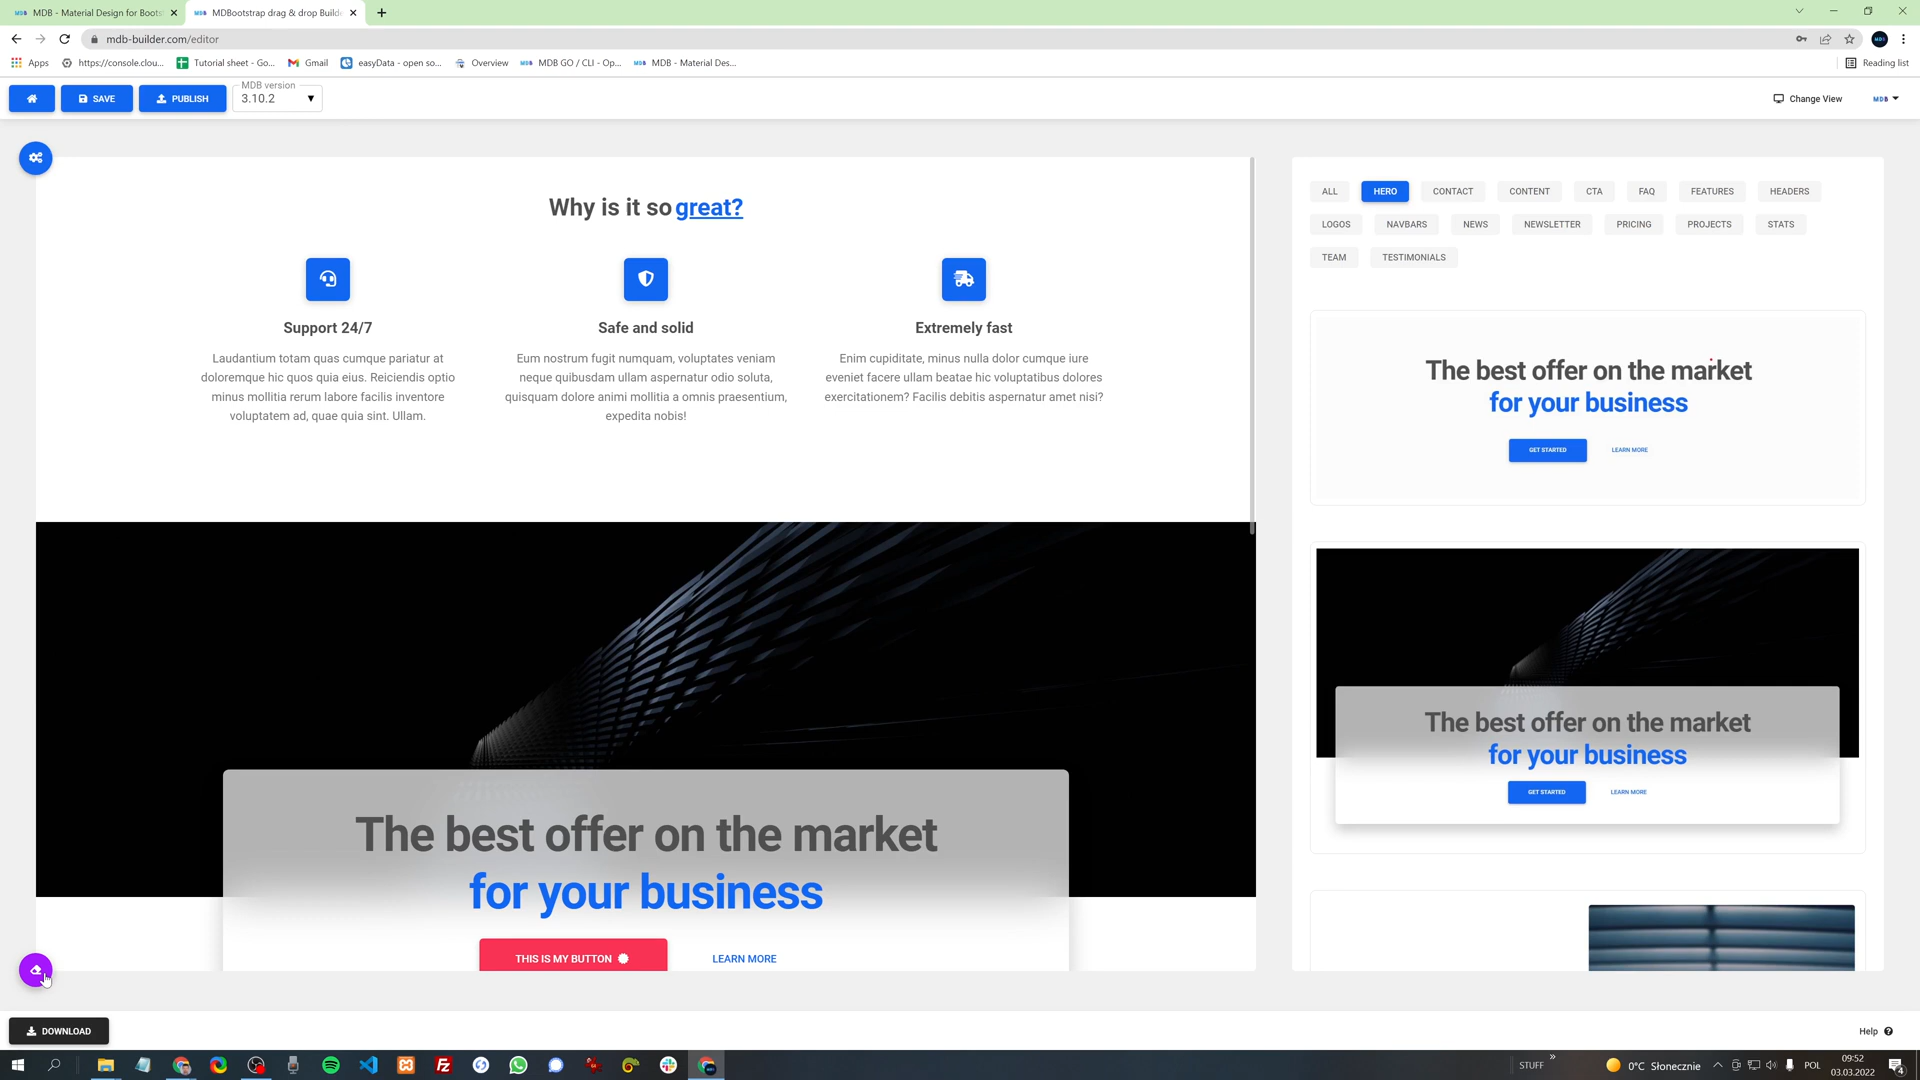 MDB - Material Design for Boots
MDBootstrap drag & drop Builde
mdb-builder.com/editor
Apps
https://console.clou...
Tutorial sheet - Go...
Gmail
easyData - open so...
Overview
MDB GO / CLI - Op...
MDB - Material Des...
Reading list
SAVE
PUBLISH
MDB version
3.10.2
Change View
MDB
Why is it so great?
Support 24/7
Laudantium totam quas cumque pariatur at
doloremque hic quos quia eius. Reiciendis optio
minus mollitia rerum labore facilis inventore
voluptatem ad, quae quia sint. Ullam.
Safe and solid
Eum nostrum fugit numquam, voluptates veniam
neque quibusdam ullam aspernatur odio soluta,
quisquam dolore animi mollitia a omnis praesentium,
expedita nobis!
Extremely fast
Enim cupiditate, minus nulla dolor cumque iure
eveniet facere ullam beatae hic voluptatibus dolores
exercitationem? Facilis debitis aspernatur amet nisi?
The best offer on the market
for your business
THIS IS MY BUTTON
LEARN MORE
ALL
HERO
CONTACT
CONTENT
CTA
FAQ
FEATURES
HEADERS
LOGOS
NAVBARS
NEWS
NEWSLETTER
PRICING
PROJECTS
STATS
TEAM
TESTIMONIALS
The best offer on the market
for your business
GET STARTED
LEARN MORE
The best offer on the market
for your business
GET STARTED
LEARN MORE
DOWNLOAD
Help
STUFF
0°C Słonecznie
POL
09:52
03.03.2022
4